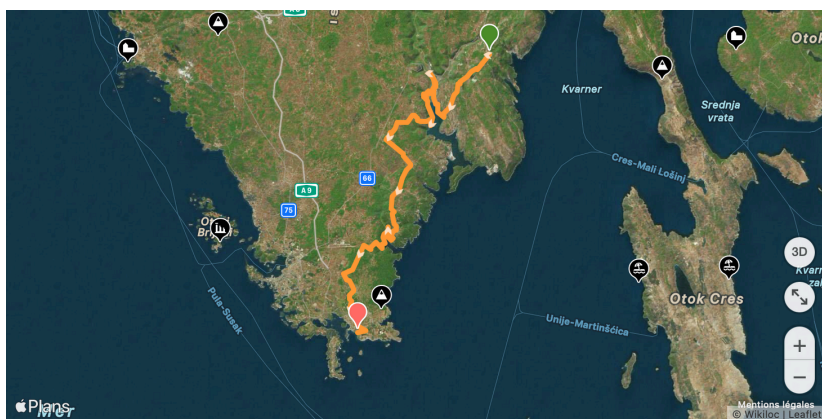 Otok
Kvarner
Srednja
vrata
Cres-Mali Lošinj
66
A9
75
3D
Pula-Susak
Otok Cres
Unije-Martinšćica
+
−
Plans
Mentions légales
© Wikiloc | Leaflet